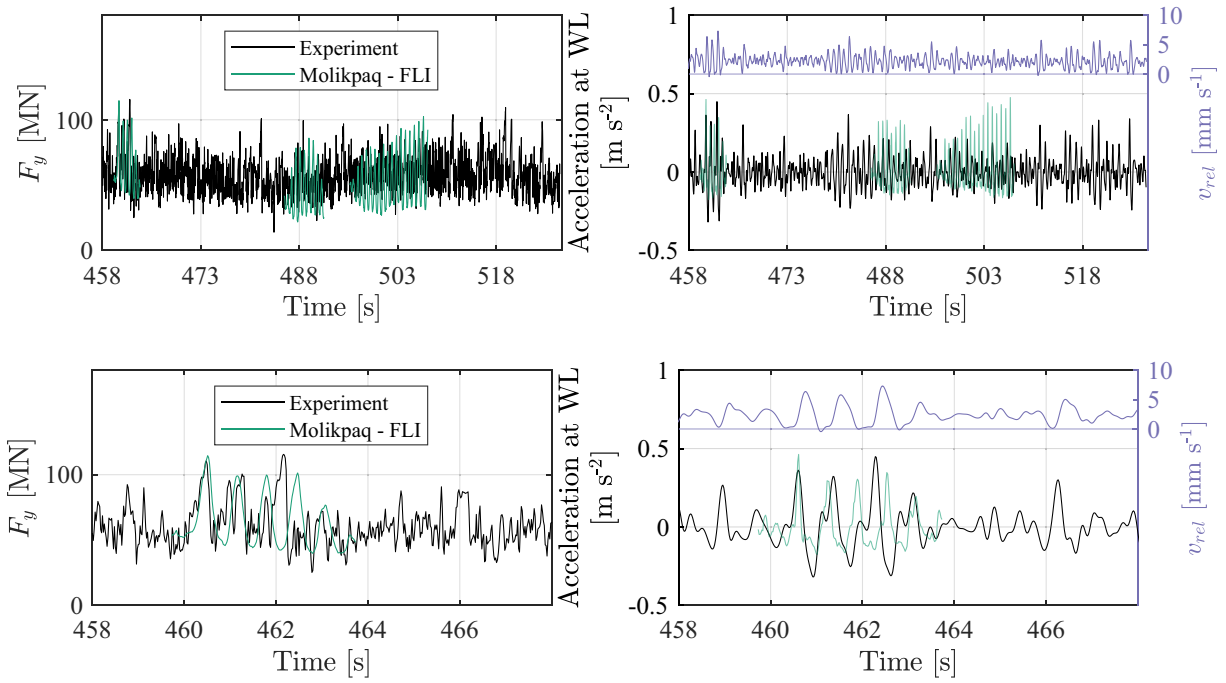 Experiment
Molikpaq - FLI
F_y [MN]
100
0
458 473 488 503 518
Time [s]
Acceleration at WL
[m s⁻²]
1
0.5
0
-0.5
458 473 488 503 518
Time [s]
10
5
0
v_rel [mm s⁻¹]
Experiment
Molikpaq - FLI
F_y [MN]
100
0
458 460 462 464 466
Time [s]
Acceleration at WL
[m s⁻²]
1
0.5
0
-0.5
458 460 462 464 466
Time [s]
10
5
0
v_rel [mm s⁻¹]